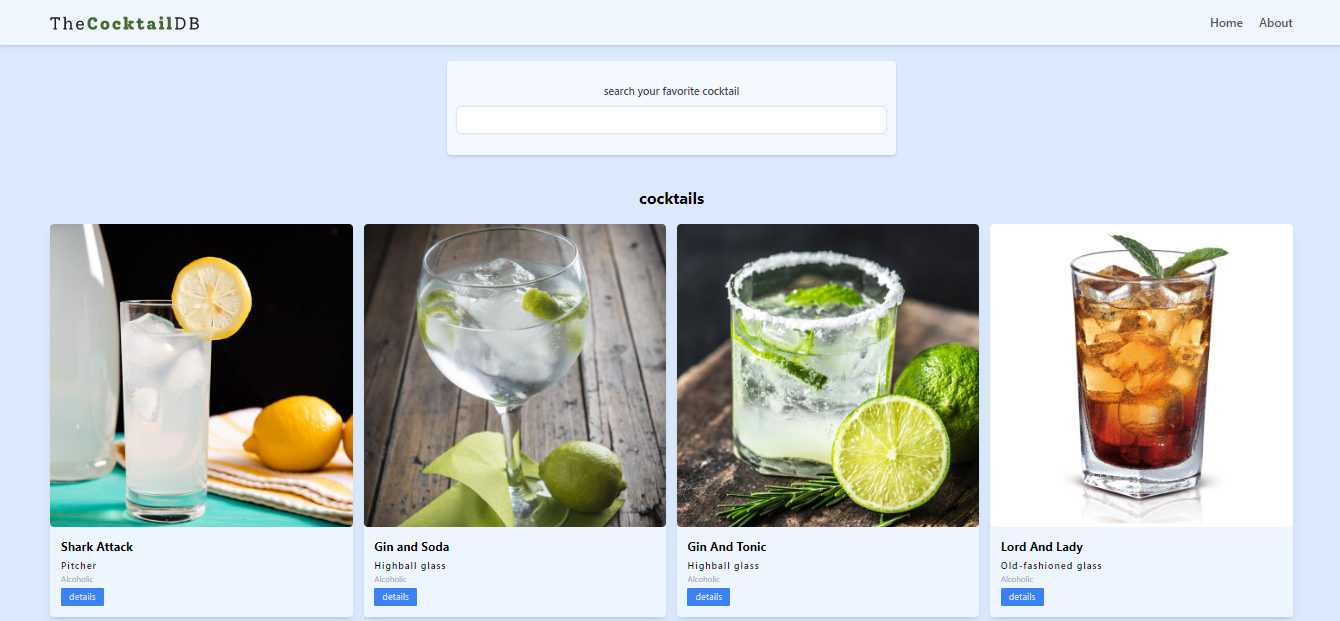 TheCocktailDB
Home About
search your favorite cocktail
cocktails
Shark Attack
Pitcher
Alcoholic
details
Gin and Soda
Highball glass
Alcoholic
details
Gin And Tonic
Highball glass
Alcoholic
details
Lord And Lady
Old-fashioned glass
Alcoholic
details